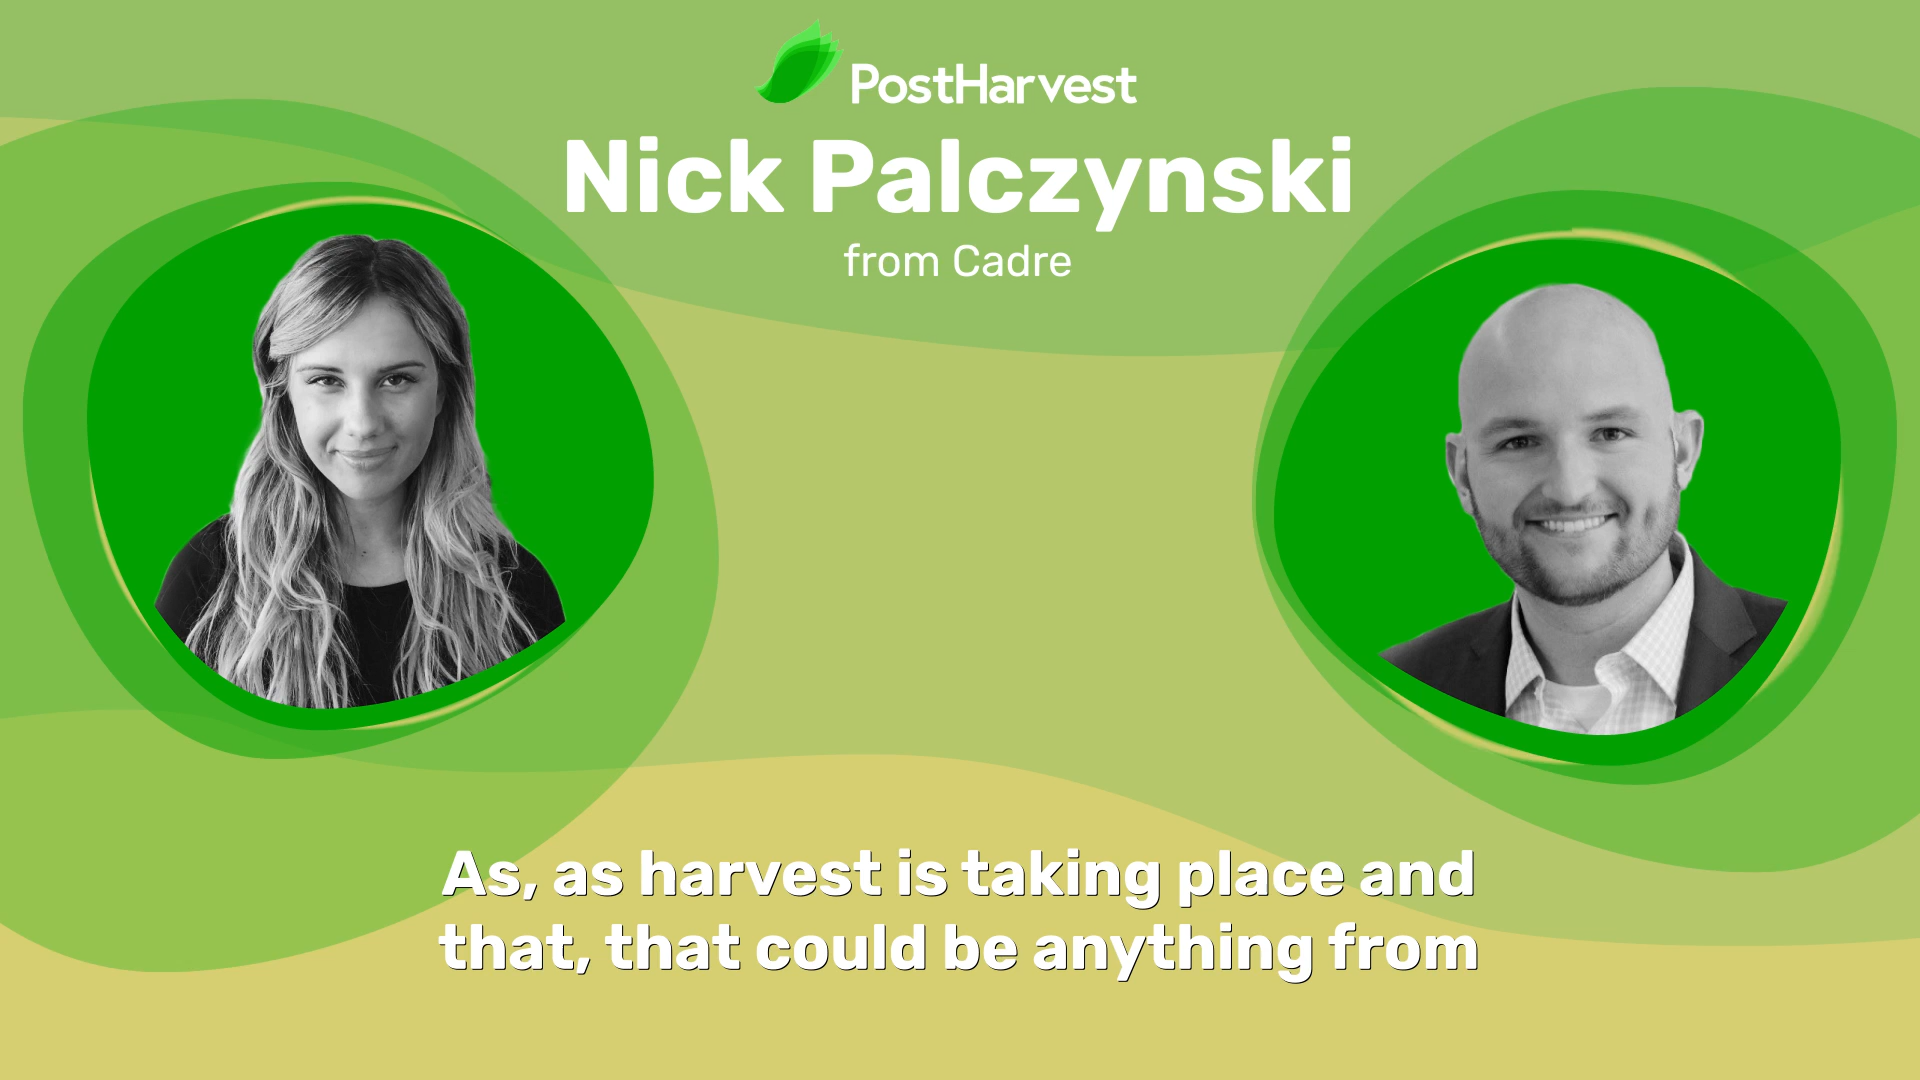 PostHarvest
Nick Palczynski
from Cadre
As, as harvest is taking place and
that, that could be anything from